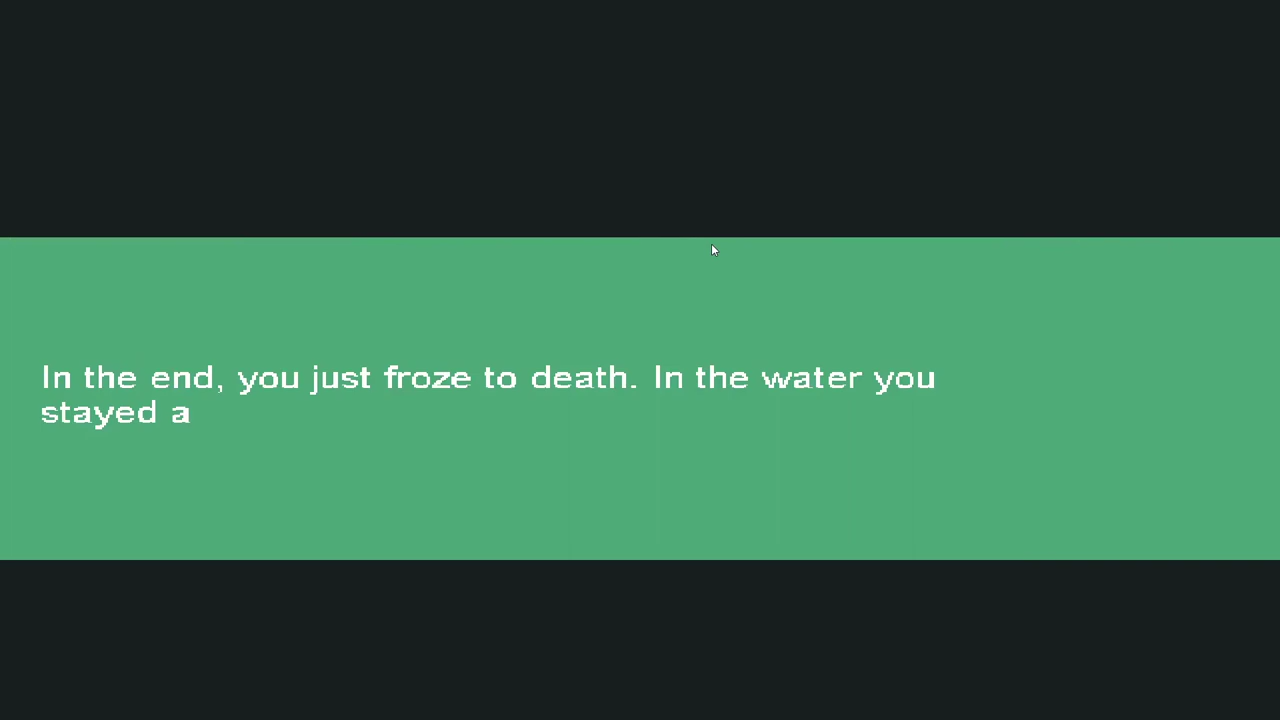 In the end, you just froze to death. In the water you
stayed a